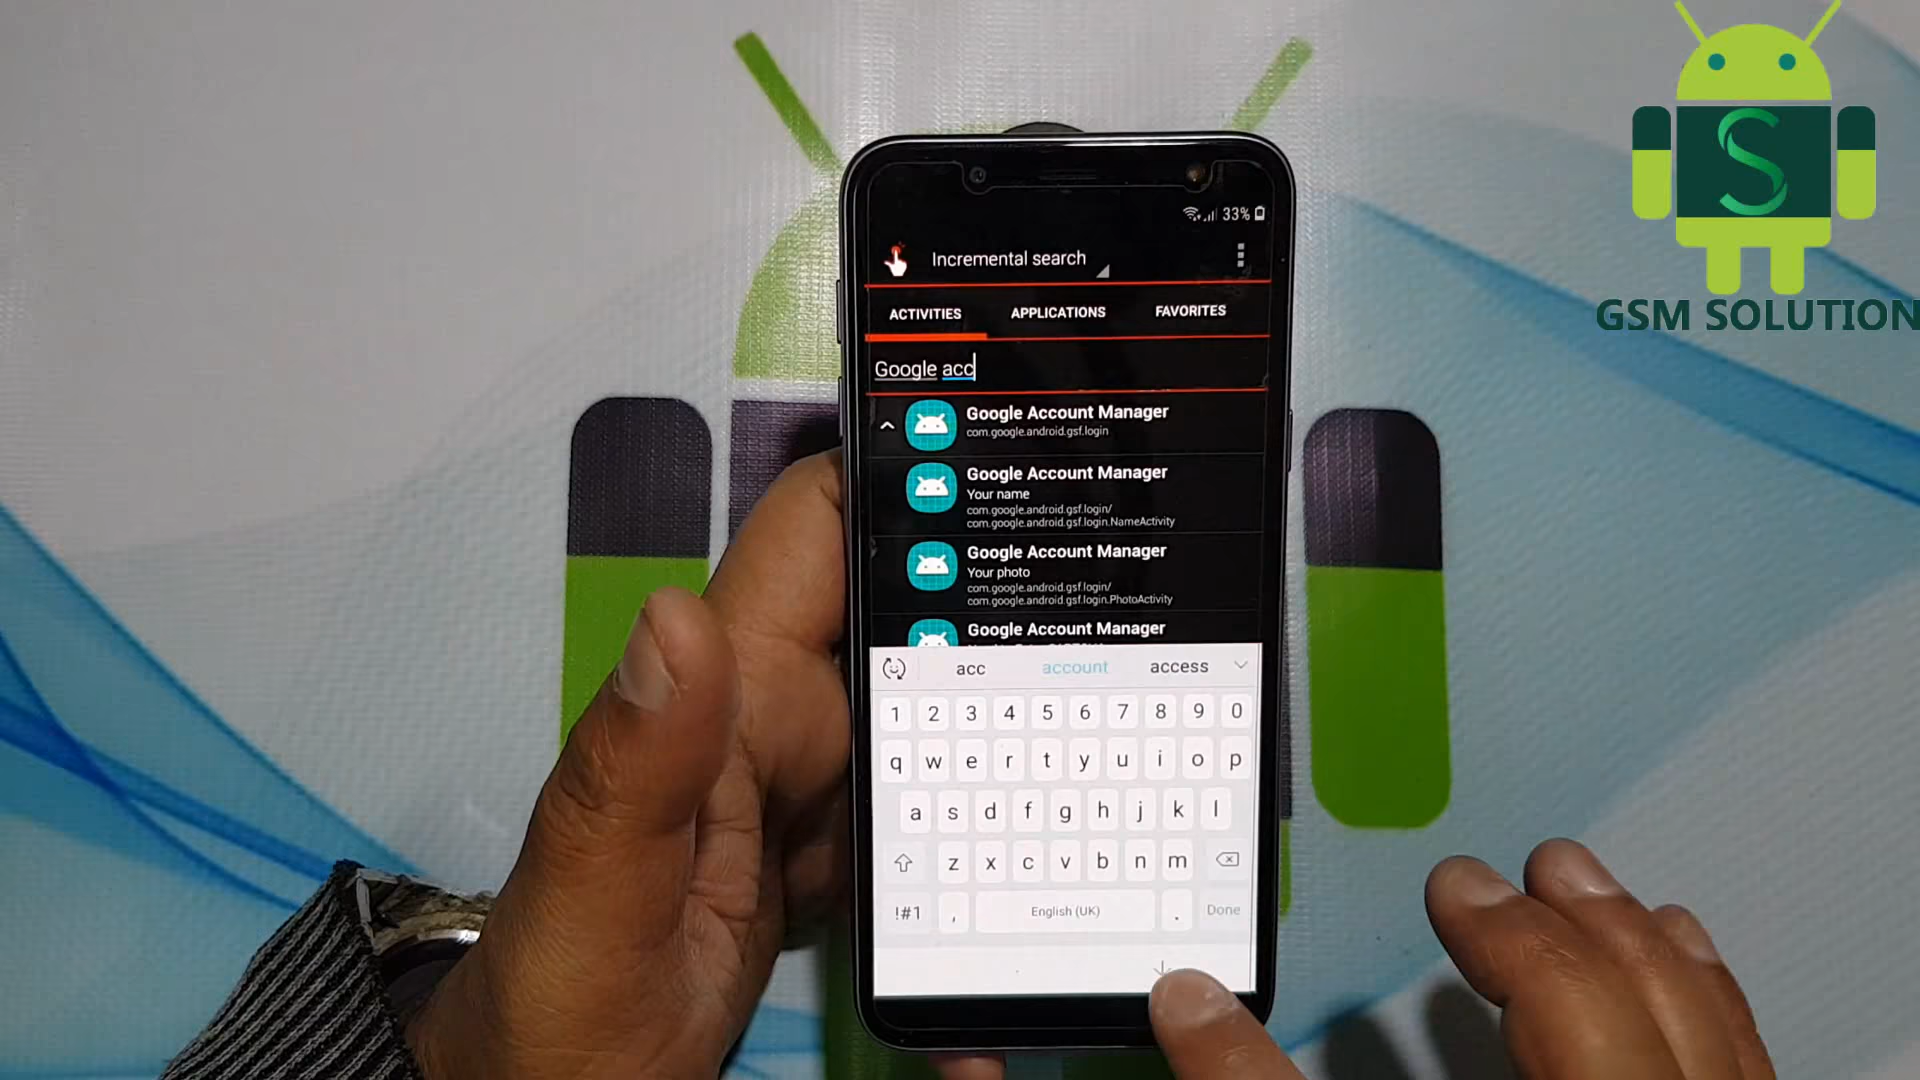 S
GSM SOLUTION
33%
Incremental search
ACTIVITIES
APPLICATIONS
FAVORITES
Google acc
Google Account Manager
com.google.android.gsf.login
Google Account Manager
Your name
com.google.android.gsf.login/
com.google.android.gsf.login.NameActivity
Google Account Manager
Your photo
com.google.android.gsf.login/
com.google.android.gsf.login.PhotoActivity
Google Account Manager
acc account access
1 2 3 4 5 6 7 8 9 0
q w e r t y u i o p
a s d f g h j k l
z x c v b n m
!#1 , English (UK) . Done